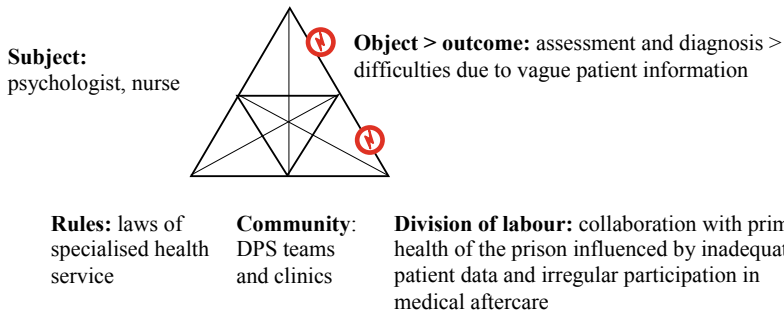 Subject:
psychologist, nurse
Object > outcome: assessment and diagnosis >
difficulties due to vague patient information
Rules: laws of
specialised health
service
Community:
DPS teams
and clinics
Division of labour: collaboration with prim
health of the prison influenced by inadequat
patient data and irregular participation in
medical aftercare